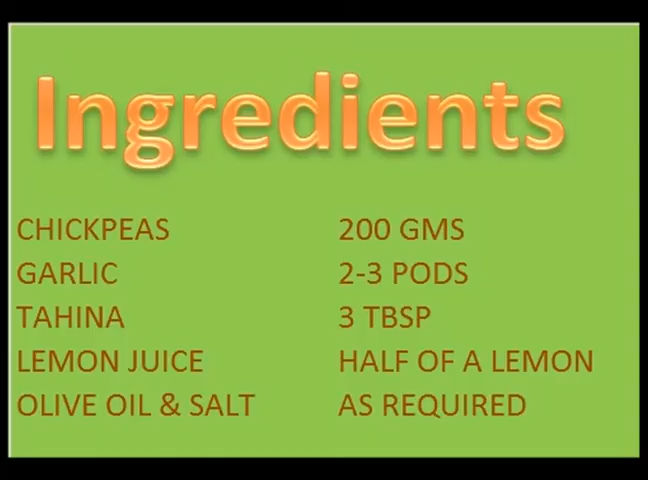 Ingredients
CHICKPEAS 200 GMS
GARLIC 2-3 PODS
TAHINA 3 TBSP
LEMON JUICE HALF OF A LEMON
OLIVE OIL & SALT AS REQUIRED